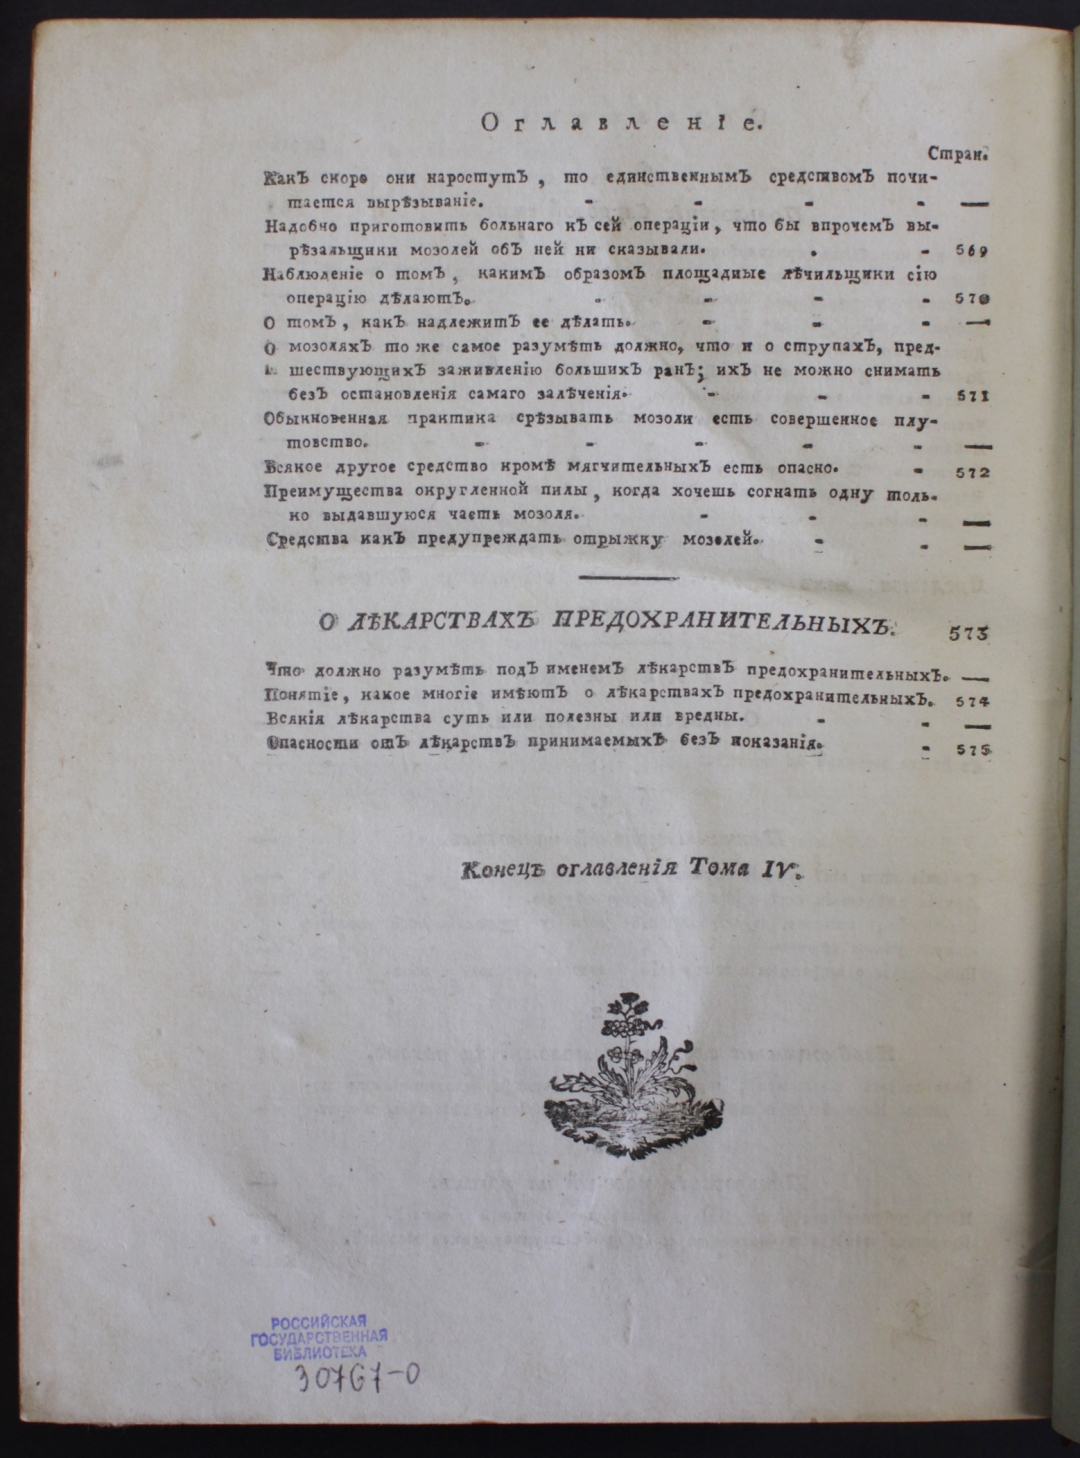 Оглавленіе.
Стран.
Какъ скоро они наростутъ, то единственнымъ средствомъ почи-
тается вырѣзываніе. - - - - —
Надобно приготовить больнаго къ сей операціи, что бы впрочемъ вы-
рѣзальщики мозолей объ ней ни сказывали. - - 569
Наблюденіе о томъ, какимъ образомъ площадные лѣчильщики сію
операцію дѣлаютъ. - - - - 570
О томъ, какъ надлежитъ ее дѣлать. - - - —
О мозоляхъ то же самое разумѣть должно, что и о струпахъ, пред-
шествующихъ заживленію большихъ ранъ; ихъ не можно снимать
безъ остановленія самаго залѣченія. - - - 571
Обыкновенная практика срѣзывать мозоли есть совершенное плу-
товство. - - - - - —
Всякое другое средство кромѣ мягчительныхъ есть опасно. - 572
Преимущества округленной пилы, когда хочешь согнать одну толь-
ко выдавшуюся часть мозоля. - - - —
Средства какъ предупреждать отрыжку мозолей. - - —
О ЛѢКАРСТВАХЪ ПРЕДОХРАНИТЕЛЬНЫХЪ. 573
Что должно разумѣть подъ именемъ лѣкарствъ предохранительныхъ. —
Понятіе, какое многіе имѣютъ о лѣкарствахъ предохранительныхъ. 574
Всякія лѣкарства суть или полезны или вредны. - - —
Опасности отъ лѣкарствъ принимаемыхъ безъ показанія. - 575
Конецъ оглавленія Тома IV.
РОССИЙСКАЯ
ГОСУДАРСТВЕННАЯ
БИБЛИОТЕКА
30767-0